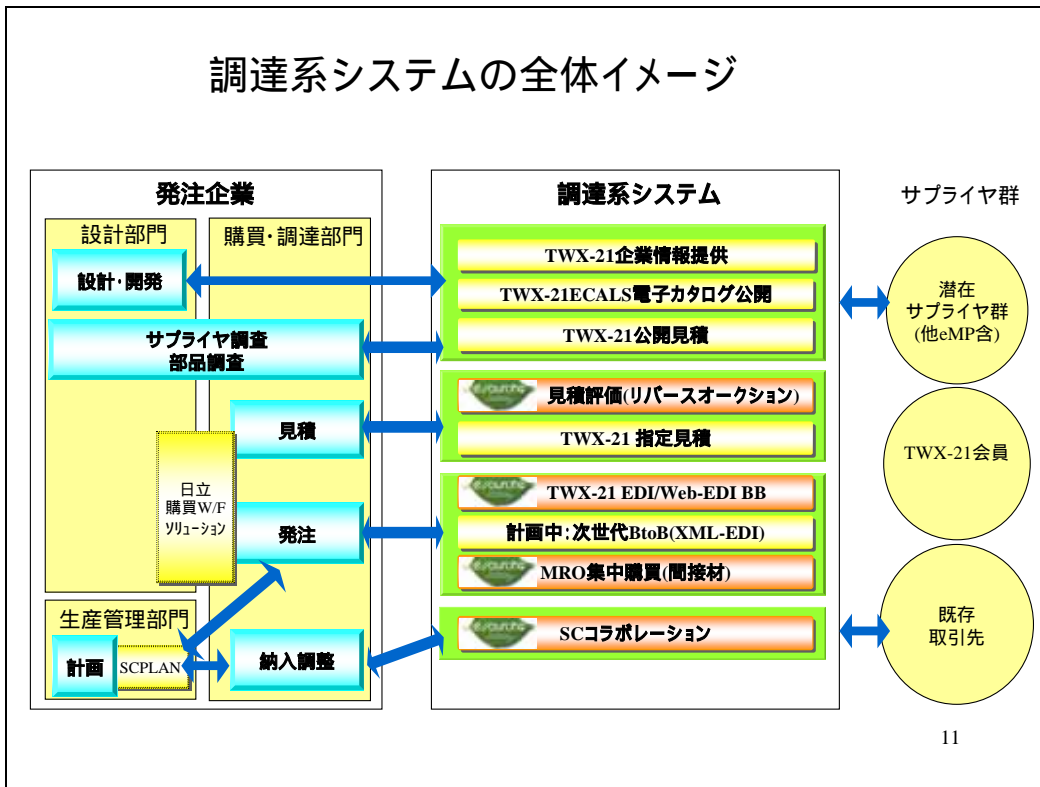 調達系システムの全体イメージ
発注企業
設計部門
購買・調達部門
設計・開発
サプライヤ調査
部品調査
見積
日立
購買W/F
ソリューション
発注
生産管理部門
計画
SCPLAN
納入調整
調達系システム
TWX-21企業情報提供
TWX-21ECALS電子カタログ公開
TWX-21公開見積
見積評価(リバースオークション)
TWX-21 指定見積
TWX-21 EDI/Web-EDI BB
計画中：次世代BtoB(XML-EDI)
MRO集中購買(間接材)
SCコラボレーション
サプライヤ群
潜在
サプライヤ群
(他eMP含)
TWX-21会員
既存
取引先
11